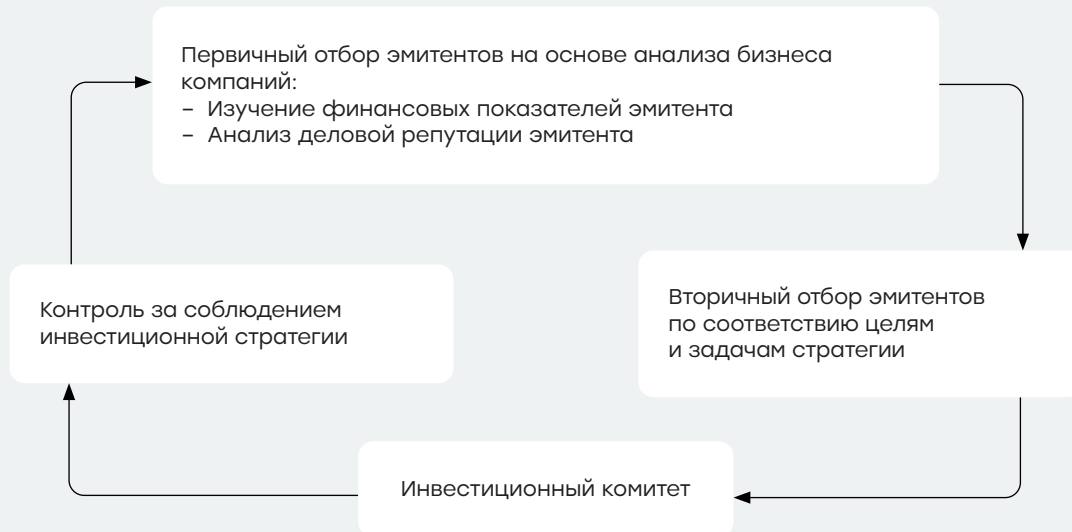 Первичный отбор эмитентов на основе анализа бизнеса
компаний:
– Изучение финансовых показателей эмитента
– Анализ деловой репутации эмитента
Контроль за соблюдением
инвестиционной стратегии
Вторичный отбор эмитентов
по соответствию целям
и задачам стратегии
Инвестиционный комитет